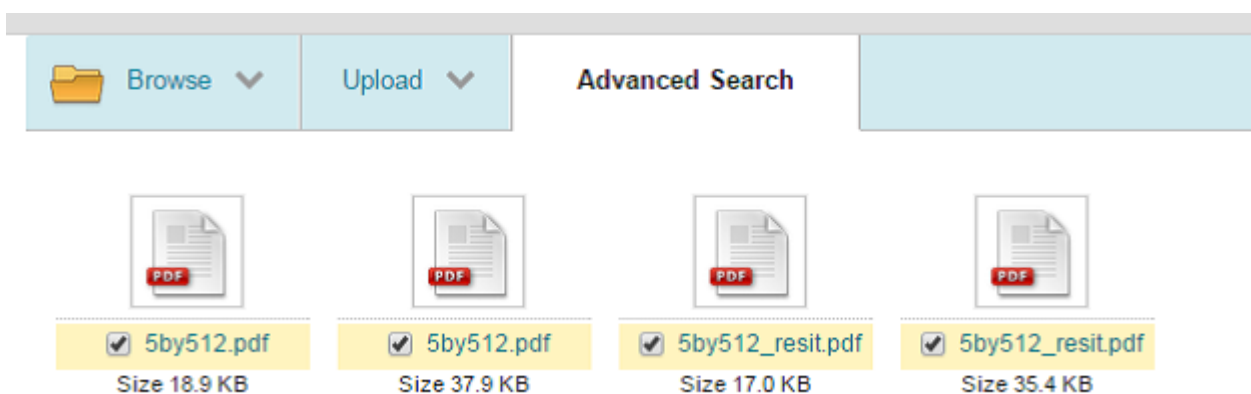 Browse Upload Advanced Search
PDF PDF PDF PDF
5by512.pdf 5by512.pdf 5by512_resit.pdf 5by512_resit.pdf
Size 18.9 KB Size 37.9 KB Size 17.0 KB Size 35.4 KB